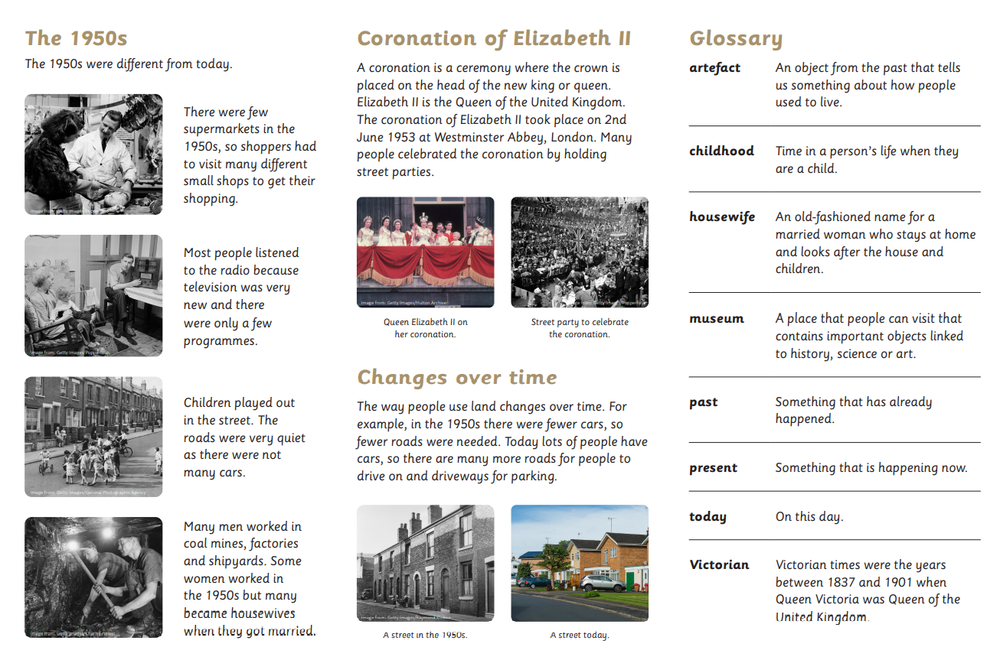 The 1950s
The 1950s were different from today.
Image from: Getty Images/Popperfoto
There were few
supermarkets in the
1950s, so shoppers had
to visit many different
small shops to get their
shopping.
Image from: Getty Images/Popperfoto
Most people listened
to the radio because
television was very
new and there
were only a few
programmes.
Image from: Getty Images/General Photographic Agency
Children played out
in the street. The
roads were very quiet
as there were not
many cars.
Many men worked in
coal mines, factories
and shipyards. Some
women worked in
the 1950s but many
became housewives
when they got married.
Coronation of Elizabeth II
A coronation is a ceremony where the crown is
placed on the head of the new king or queen.
Elizabeth II is the Queen of the United Kingdom.
The coronation of Elizabeth II took place on 2nd
June 1953 at Westminster Abbey, London. Many
people celebrated the coronation by holding
street parties.
Image from: Getty Images/Hulton Archive
Image from: Getty Images/Popperfoto
Queen Elizabeth II on
her coronation.
Street party to celebrate
the coronation.
Changes over time
The way people use land changes over time. For
example, in the 1950s there were fewer cars, so
fewer roads were needed. Today lots of people have
cars, so there are many more roads for people to
drive on and driveways for parking.
Image from: Getty Images/Raymond
A street in the 1950s.
A street today.
Glossary
artefact
An object from the past that tells
us something about how people
used to live.
childhood
Time in a person's life when they
are a child.
housewife
An old-fashioned name for a
married woman who stays at home
and looks after the house and
children.
museum
A place that people can visit that
contains important objects linked
to history, science or art.
past
Something that has already
happened.
present
Something that is happening now.
today
On this day.
Victorian
Victorian times were the years
between 1837 and 1901 when
Queen Victoria was Queen of the
United Kingdom.